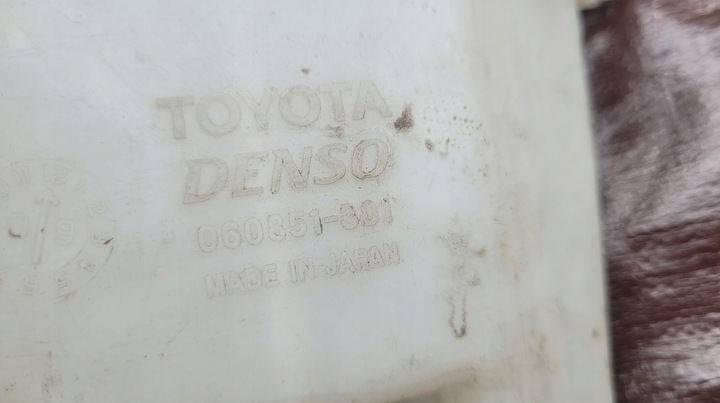 TOYOTA
DENSO
060851-301
MADE IN JAPAN